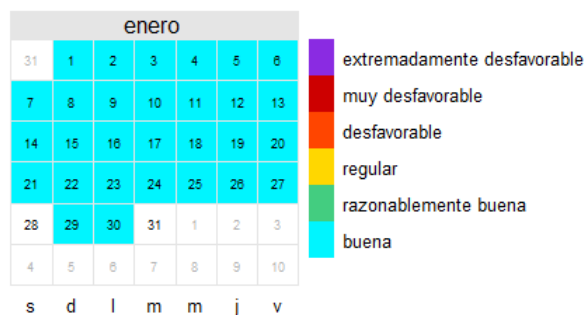 enero
31 1 2 3 4 5 6
7 8 9 10 11 12 13
14 15 16 17 18 19 20
21 22 23 24 25 26 27
28 29 30 31 1 2 3
4 5 6 7 8 9 10
s d l m m j v
extremadamente desfavorable
muy desfavorable
desfavorable
regular
razonablemente buena
buena